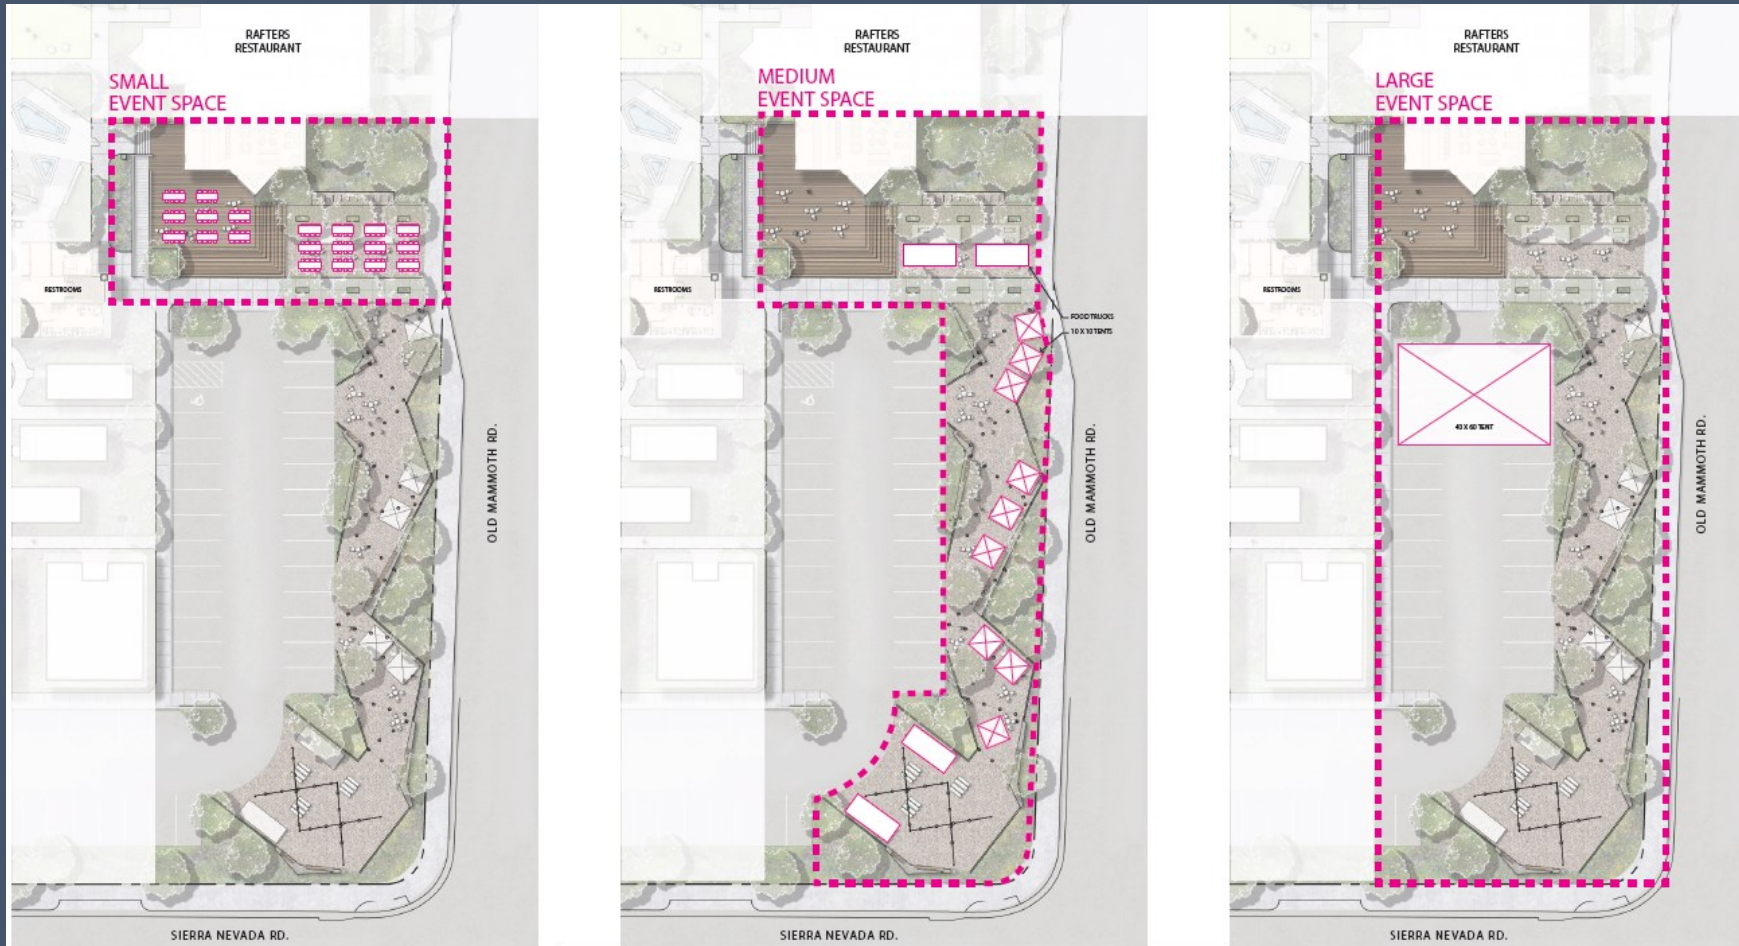 RAFTERS
RESTAURANT
SMALL
EVENT SPACE
RESTROOMS
OLD MAMMOTH RD.
SIERRA NEVADA RD.
RAFTERS
RESTAURANT
MEDIUM
EVENT SPACE
RESTROOMS
FOOD TRUCKS
10 X 10 TENTS
OLD MAMMOTH RD.
SIERRA NEVADA RD.
RAFTERS
RESTAURANT
LARGE
EVENT SPACE
RESTROOMS
40 X 60 TENT
OLD MAMMOTH RD.
SIERRA NEVADA RD.